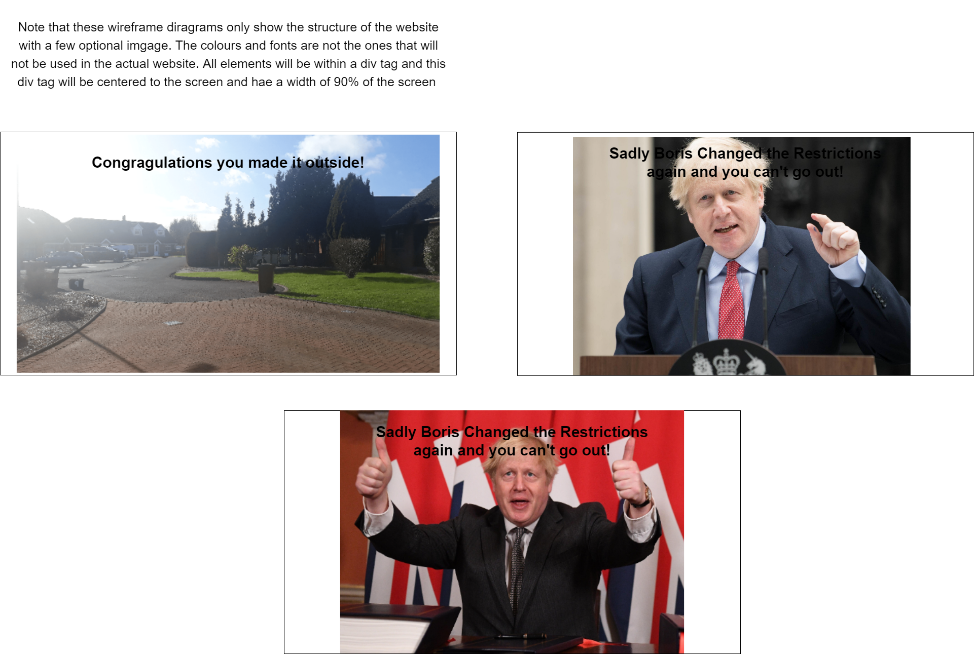 Note that these wireframe diragrams only show the structure of the website
with a few optional imgage. The colours and fonts are not the ones that will
not be used in the actual website. All elements will be within a div tag and this
div tag will be centered to the screen and hae a width of 90% of the screen
Congragulations you made it outside!
Sadly Boris Changed the Restrictions
again and you can't go out!
Sadly Boris Changed the Restrictions
again and you can't go out!